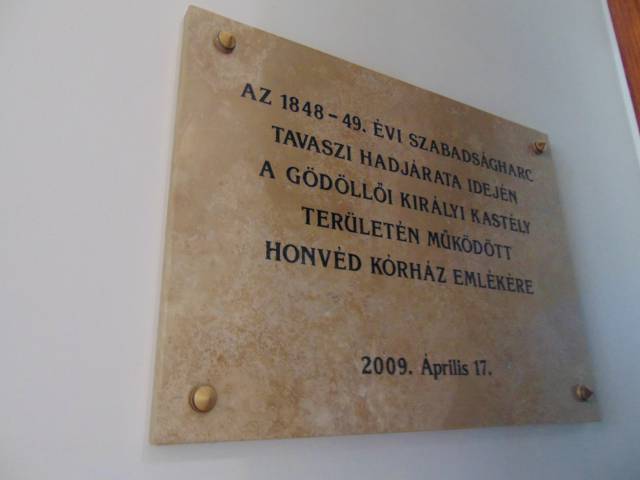 AZ 1848-49. ÉVI SZABADSÁGHARC
TAVASZI HADJÁRATA IDEJÉN
A GÖDÖLLŐI KIRÁLYI KASTÉLY
TERÜLETÉN MŰKÖDÖTT
HONVÉD KÓRHÁZ EMLÉKÉRE
2009. Április 17.